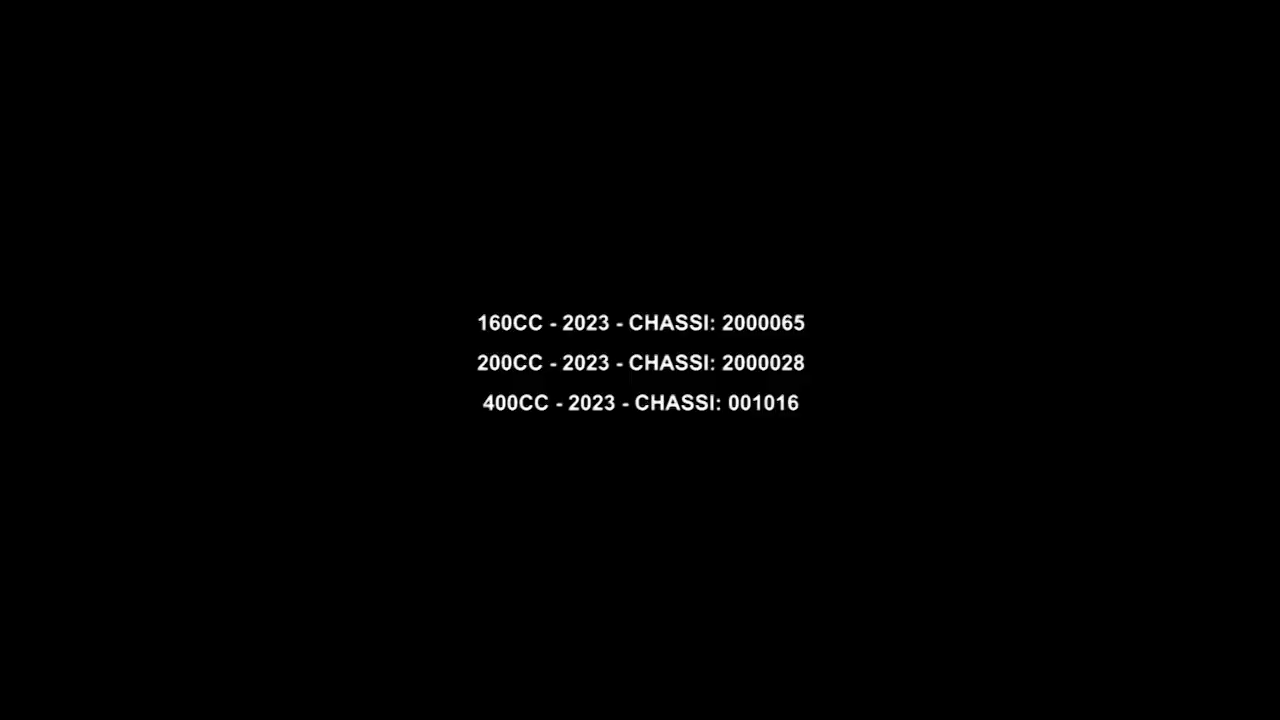 160CC - 2023 - CHASSI: 2000065
200CC - 2023 - CHASSI: 2000028
400CC - 2023 - CHASSI: 001016